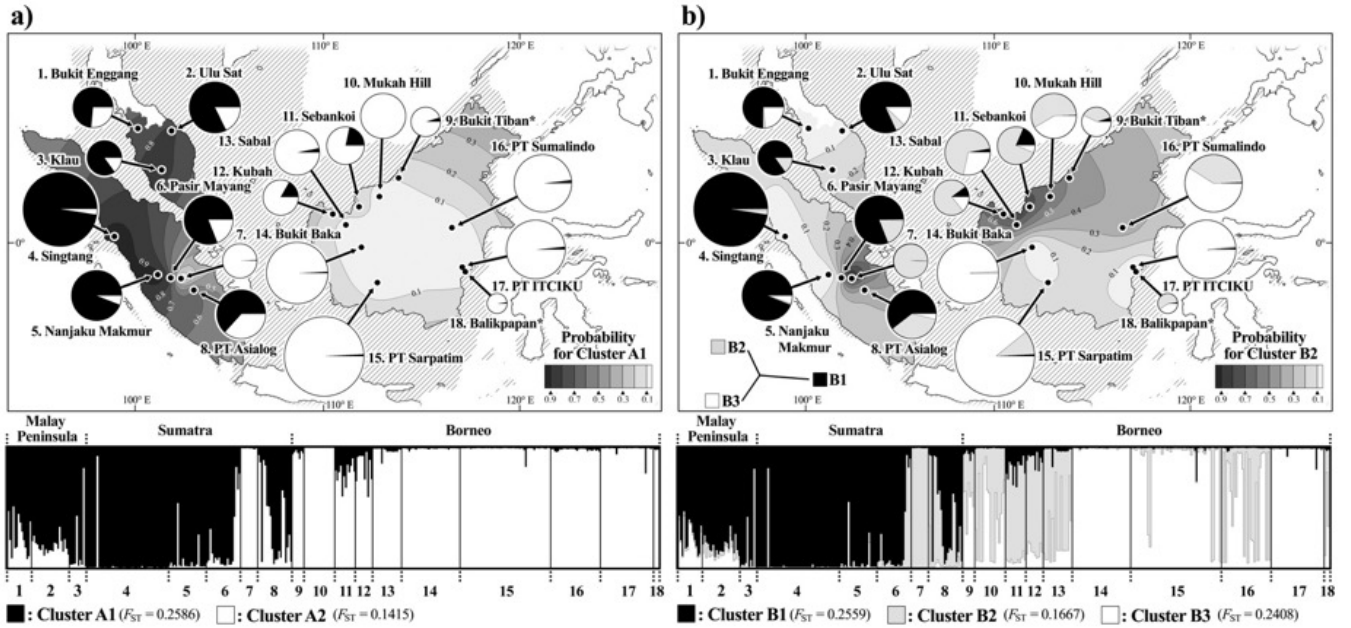 a)
100° E
110° E
120° E
1. Bukit Enggang
2. Ulu Sat
10. Mukah Hill
11. Sebankoi
9. Bukit Tiban*
13. Sabal
16. PT Sumalindo
3. Klau
12. Kubah
6. Pasir Mayang
0°
7.
14. Bukit Baka
0°
4. Singtang
17. PT ITCIKU
5. Nanjaku Makmur
18. Balikpapan*
8. PT Asialog
15. PT Sarpatim
Probability
for Cluster A1
0.9 0.7 0.5 0.3 0.1
100° E
110° E
120° E
Malay
Peninsula
Sumatra
Borneo
1 2 3 4 5 6 7 8 9 10 11 12 13 14 15 16 17 18
: Cluster A1 (FST = 0.2586)
: Cluster A2 (FST = 0.1415)
b)
100° E
110° E
120° E
1. Bukit Enggang
2. Ulu Sat
10. Mukah Hill
11. Sebankoi
9. Bukit Tiban*
13. Sabal
16. PT Sumalindo
3. Klau
12. Kubah
6. Pasir Mayang
0°
7.
14. Bukit Baka
0°
4. Singtang
17. PT ITCIKU
5. Nanjaku
Makmur
18. Balikpapan*
8. PT Asialog
15. PT Sarpatim
B2
B1
B3
Probability
for Cluster B2
0.9 0.7 0.5 0.3 0.1
100° E
110° E
120° E
Malay
Peninsula
Sumatra
Borneo
1 2 3 4 5 6 7 8 9 10 11 12 13 14 15 16 17 18
: Cluster B1 (FST = 0.2559)
: Cluster B2 (FST = 0.1667)
: Cluster B3 (FST = 0.2408)